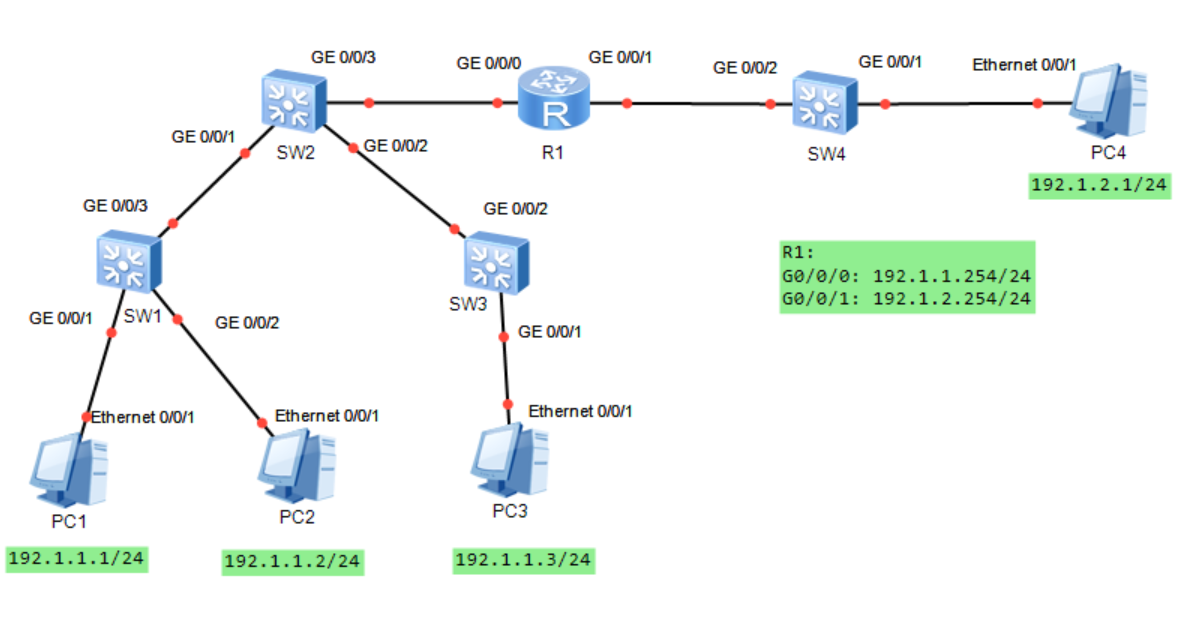 GE 0/0/3
GE 0/0/0
GE 0/0/1
GE 0/0/2
GE 0/0/1
Ethernet 0/0/1
R
GE 0/0/1
GE 0/0/2
SW2
R1
SW4
PC4
192.1.2.1/24
GE 0/0/3
GE 0/0/2
R1:
G0/0/0: 192.1.1.254/24
G0/0/1: 192.1.2.254/24
SW1
SW3
GE 0/0/1
GE 0/0/2
GE 0/0/1
Ethernet 0/0/1
Ethernet 0/0/1
Ethernet 0/0/1
PC1
PC2
PC3
192.1.1.1/24
192.1.1.2/24
192.1.1.3/24